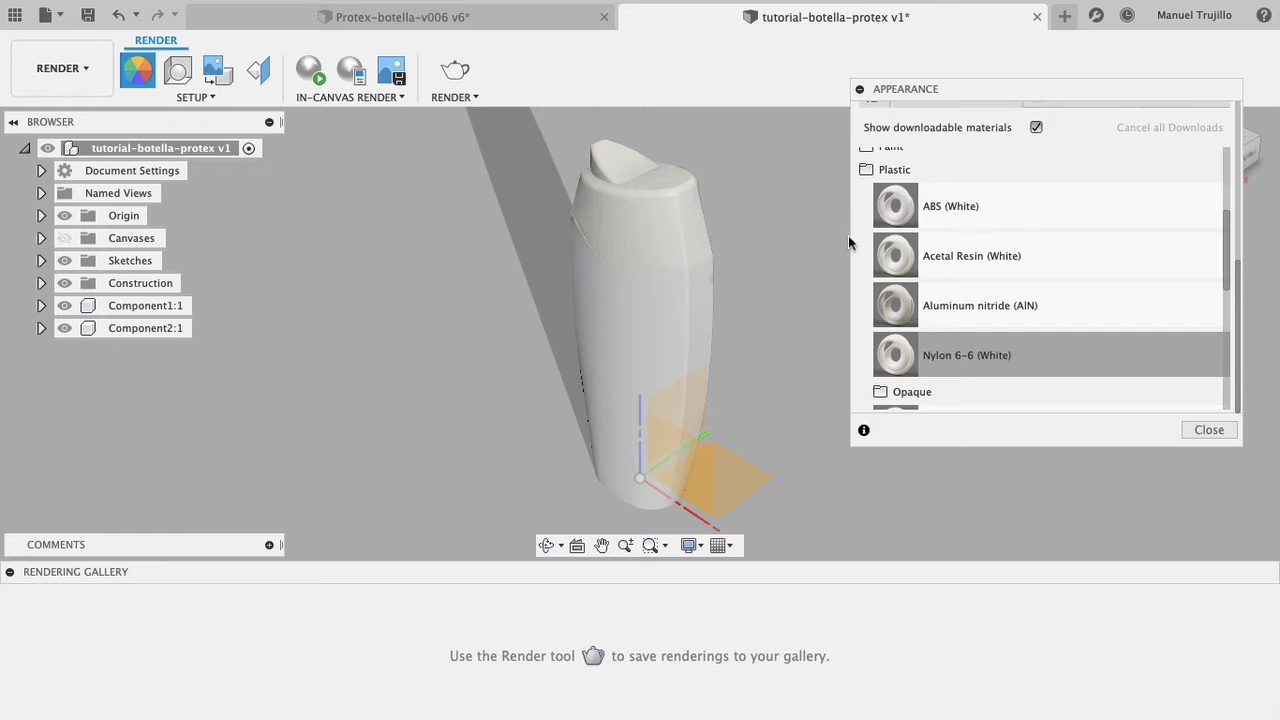 Protex-botella-v006 v6*
tutorial-botella-protex v1*
Manuel Trujillo
RENDER
RENDER
SETUP
IN-CANVAS RENDER
RENDER
BROWSER
tutorial-botella-protex v1
Document Settings
Named Views
Origin
Canvases
Sketches
Construction
Component1:1
Component2:1
APPEARANCE
Show downloadable materials
Cancel all Downloads
Paint
Plastic
ABS (White)
Acetal Resin (White)
Aluminum nitride (AlN)
Nylon 6-6 (White)
Opaque
Close
COMMENTS
RENDERING GALLERY
Use the Render tool to save renderings to your gallery.